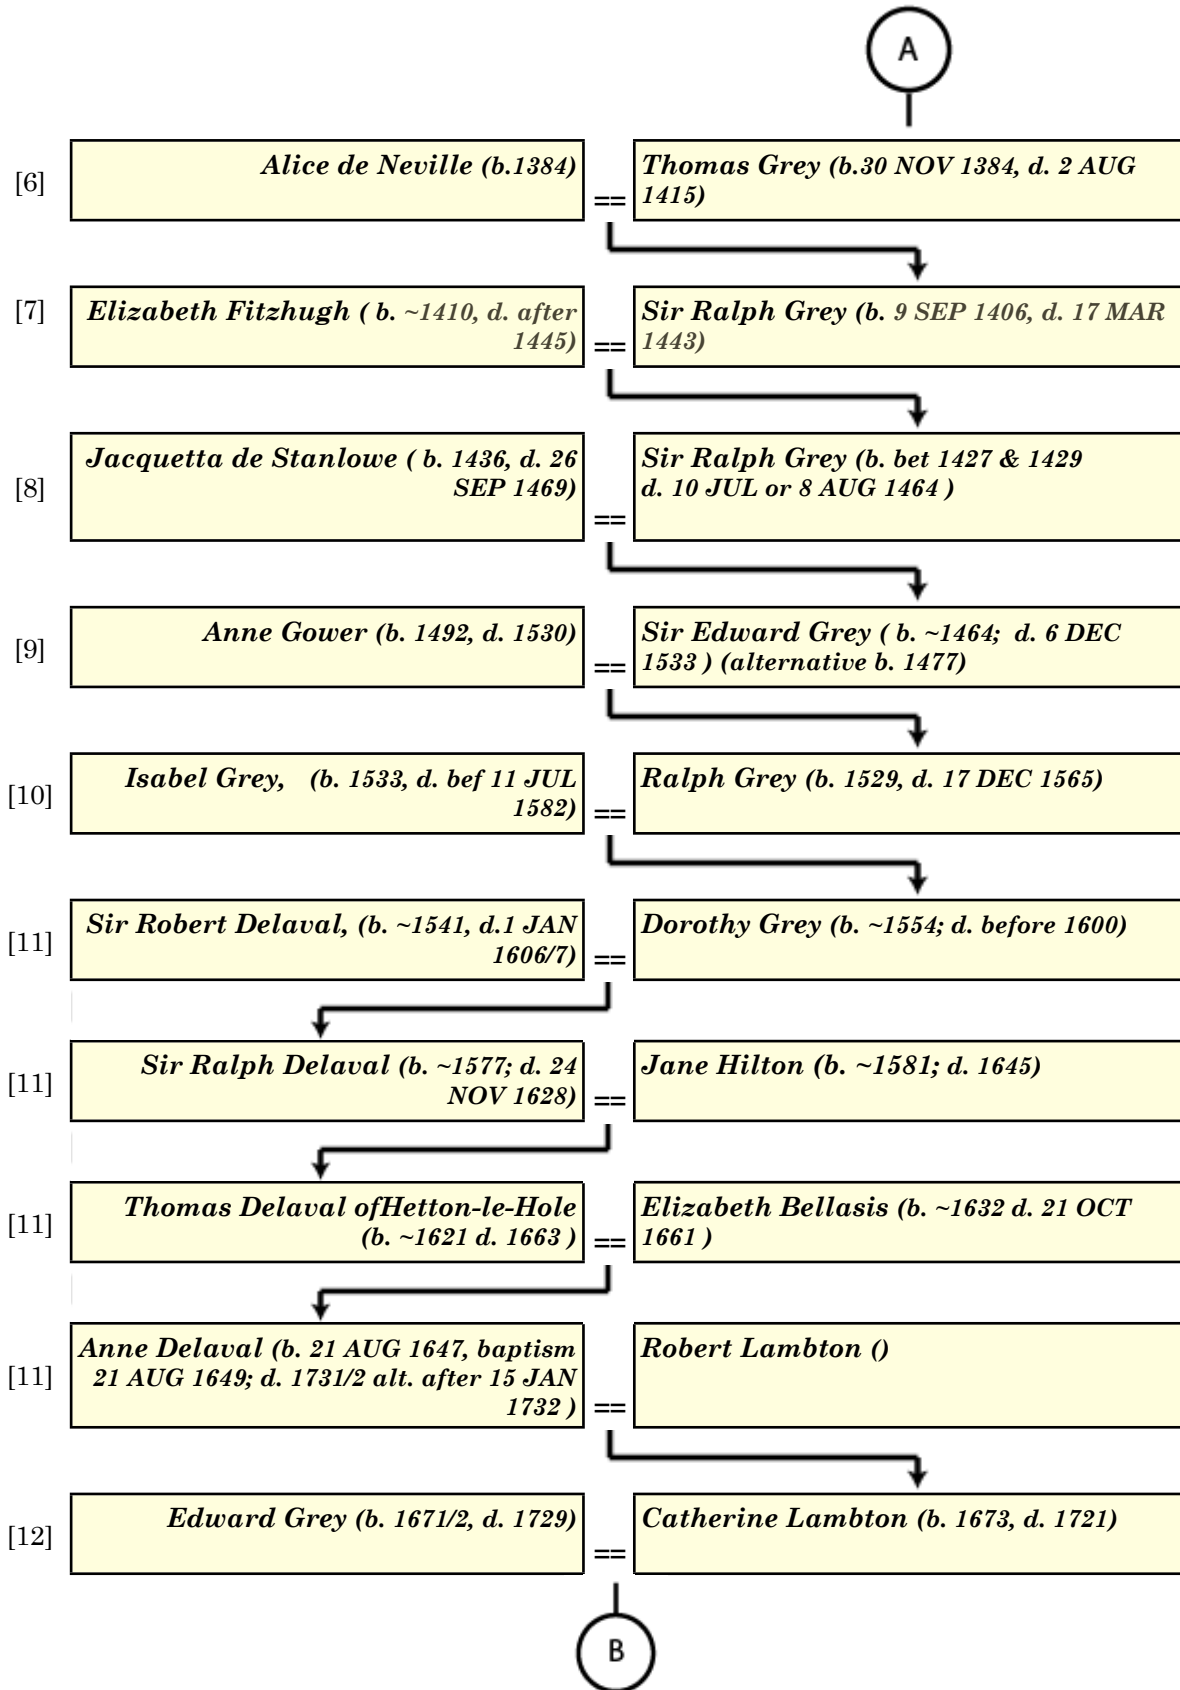 A
[6]
Alice de Neville (b.1384)
==
Thomas Grey (b.30 NOV 1384, d. 2 AUG
1415)
[7]
Elizabeth Fitzhugh ( b. ~1410, d. after
1445)
==
Sir Ralph Grey (b. 9 SEP 1406, d. 17 MAR
1443)
[8]
Jacquetta de Stanlowe ( b. 1436, d. 26
SEP 1469)
==
Sir Ralph Grey (b. bet 1427 & 1429
d. 10 JUL or 8 AUG 1464 )
[9]
Anne Gower (b. 1492, d. 1530)
==
Sir Edward Grey ( b. ~1464; d. 6 DEC
1533 ) (alternative b. 1477)
[10]
Isabel Grey, (b. 1533, d. bef 11 JUL
1582)
==
Ralph Grey (b. 1529, d. 17 DEC 1565)
[11]
Sir Robert Delaval, (b. ~1541, d.1 JAN
1606/7)
==
Dorothy Grey (b. ~1554; d. before 1600)
[11]
Sir Ralph Delaval (b. ~1577; d. 24
NOV 1628)
==
Jane Hilton (b. ~1581; d. 1645)
[11]
Thomas Delaval ofHetton-le-Hole
(b. ~1621 d. 1663 )
==
Elizabeth Bellasis (b. ~1632 d. 21 OCT
1661 )
[11]
Anne Delaval (b. 21 AUG 1647, baptism
21 AUG 1649; d. 1731/2 alt. after 15 JAN
1732 )
==
Robert Lambton ()
[12]
Edward Grey (b. 1671/2, d. 1729)
==
Catherine Lambton (b. 1673, d. 1721)
B